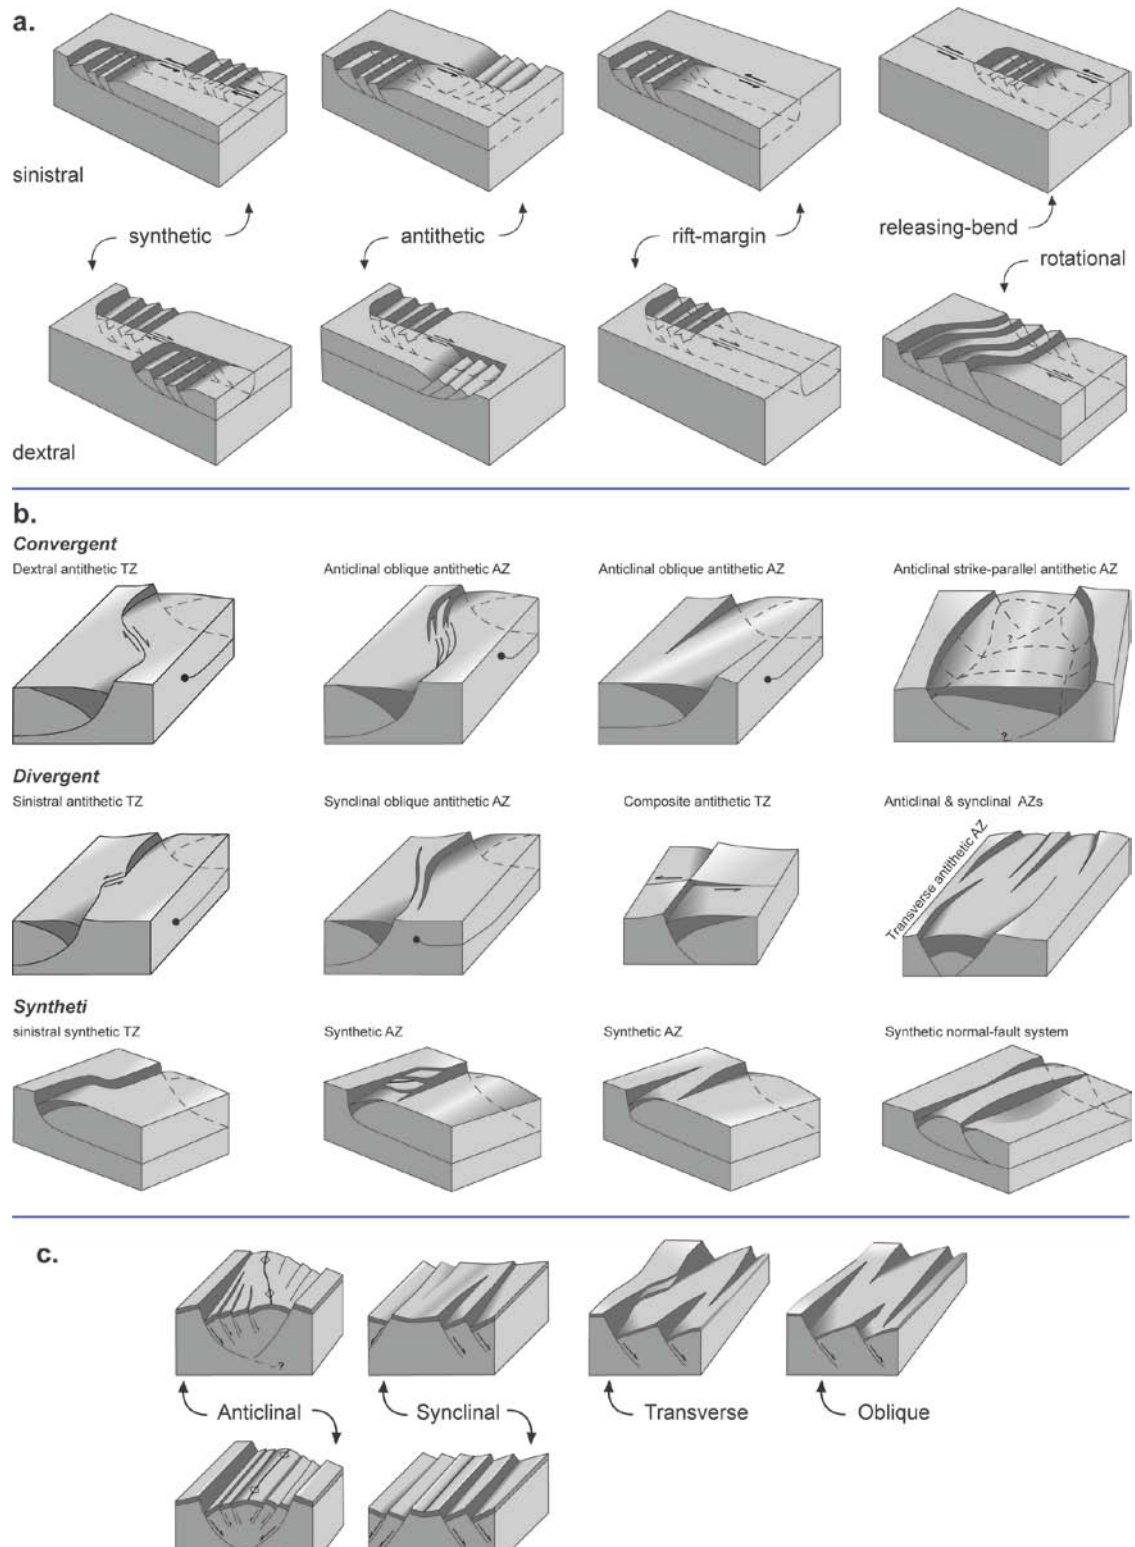 a.
sinistral
synthetic
antithetic
rift-margin
releasing-bend
rotational
dextral
b.
Convergent
Dextral antithetic TZ
Anticlinal oblique antithetic AZ
Anticlinal oblique antithetic AZ
Anticlinal strike-parallel antithetic AZ
?
?
Divergent
Sinistral antithetic TZ
Synclinal oblique antithetic AZ
Composite antithetic TZ
Anticlinal & synclinal AZs
Transverse antithetic AZ
Syntheti
sinistral synthetic TZ
Synthetic AZ
Synthetic AZ
Synthetic normal-fault system
c.
?
Anticlinal
Synclinal
Transverse
Oblique